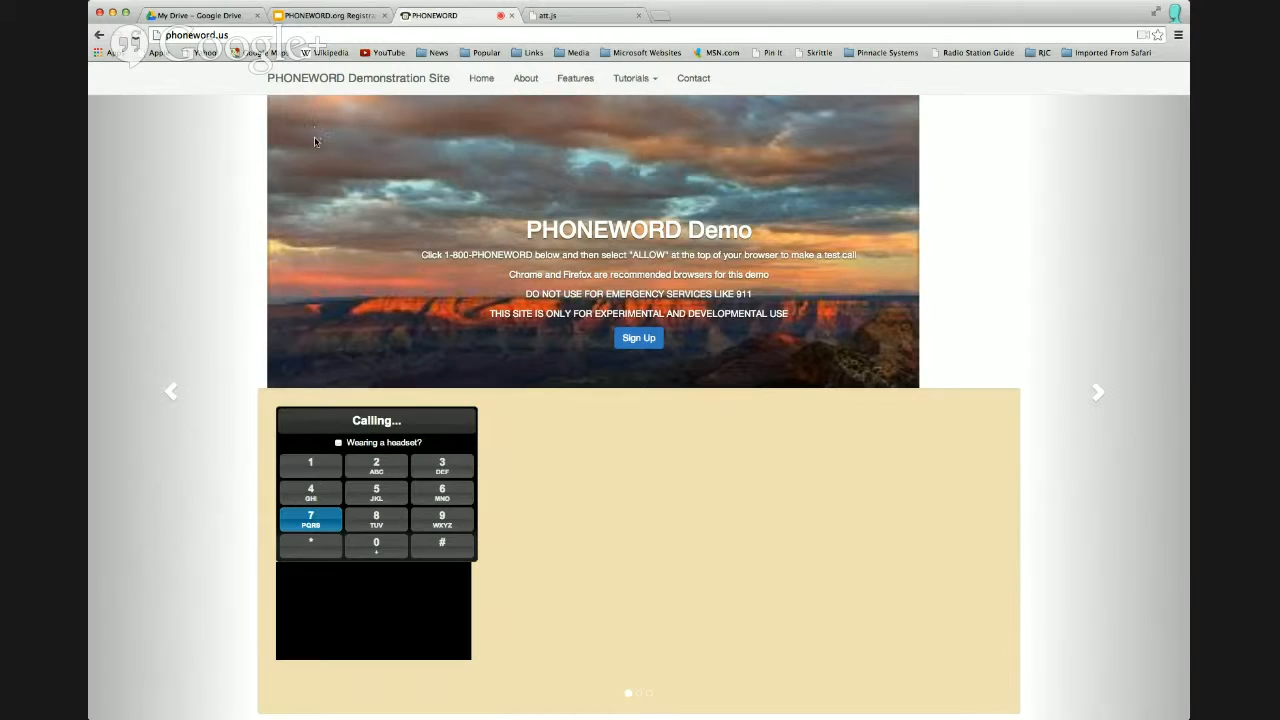 My Drive – Google Drive
PHONEWORD.org Registra
PHONEWORD
att.js
phoneword.us
Google+
Wikipedia
YouTube
News
Popular
Links
Media
Microsoft Websites
MSN.com
Pin It
Skrittle
Pinnacle Systems
Radio Station Guide
RJC
Imported From Safari
PHONEWORD Demonstration Site
Home
About
Features
Tutorials
Contact
PHONEWORD Demo
Click 1-800-PHONEWORD below and then select "ALLOW" at the top of your browser to make a test call
Chrome and Firefox are recommended browsers for this demo
DO NOT USE FOR EMERGENCY SERVICES LIKE 911
THIS SITE IS ONLY FOR EXPERIMENTAL AND DEVELOPMENTAL USE
Sign Up
Calling...
Wearing a headset?
1
2
ABC
3
DEF
4
GHI
5
JKL
6
MNO
7
PQRS
8
TUV
9
WXYZ
*
0
+
#